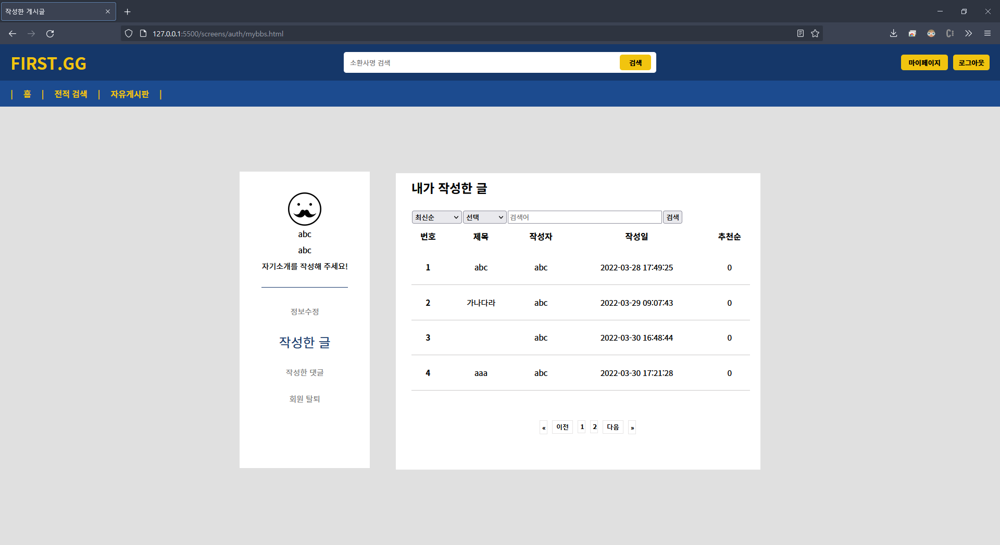 작성한 게시글
127.0.0.1:5500/screens/auth/mybbs.html
FIRST.GG
소환사명 검색
검색
마이페이지
로그아웃
| 홈 | 전적 검색 | 자유게시판 |
abc
abc
자기소개를 작성해 주세요!
정보수정
작성한 글
작성한 댓글
회원 탈퇴
내가 작성한 글
최신순 선택 검색어 검색
번호 제목 작성자 작성일 추천순
1 abc abc 2022-03-28 17:49:25 0
2 가나다라 abc 2022-03-29 09:07:43 0
3 abc 2022-03-30 16:48:44 0
4 aaa abc 2022-03-30 17:21:28 0
« 이전 1 2 다음 »